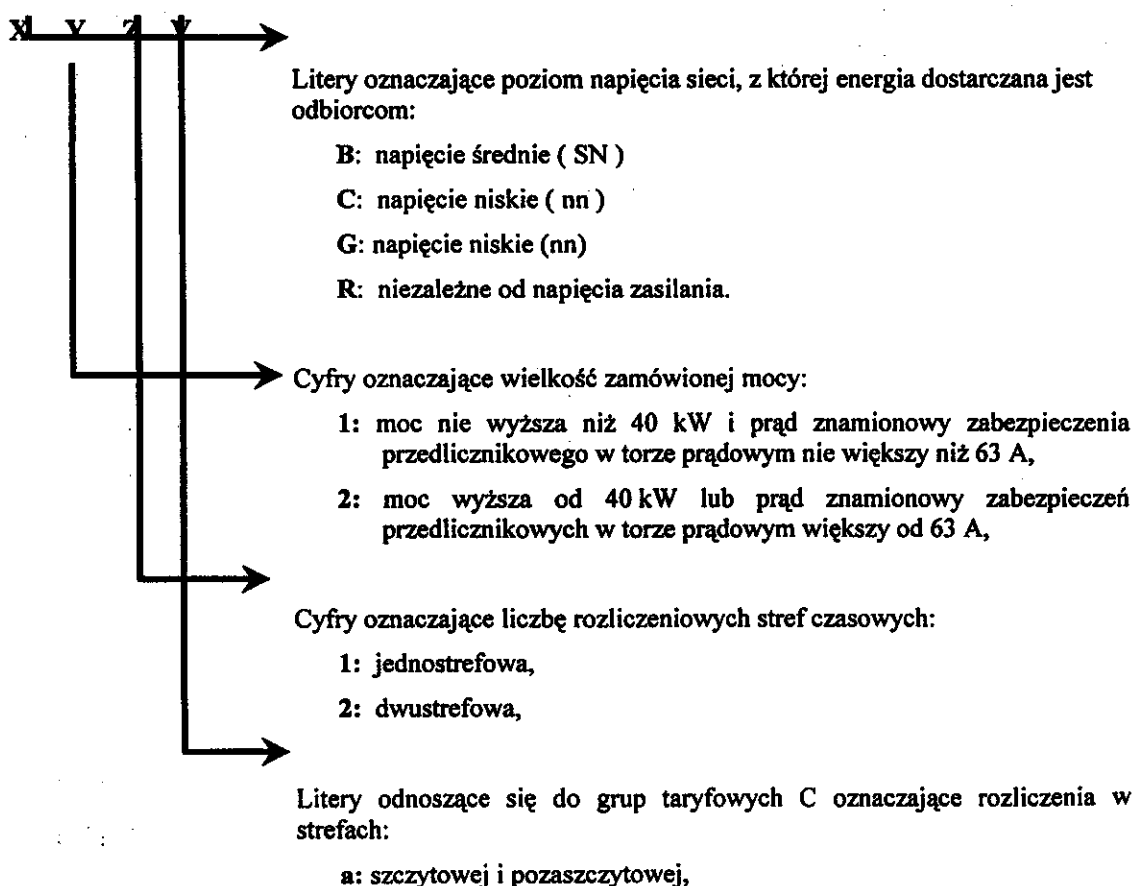 X Z
Litery oznaczające poziom napięcia sieci, z której energia dostarczana jest
odbiorcom:
B: napięcie średnie ( SN )
C: napięcie niskie ( nn )
G: napięcie niskie (nn)
R: niezależne od napięcia zasilania.
Cyfry oznaczające wielkość zamówionej mocy:
1: moc nie wyższa niż 40 kW i prąd znamionowy zabezpieczenia
przedlicznikowego w torze prądowym nie większy niż 63 A,
2: moc wyższa od 40 kW lub prąd znamionowy zabezpieczeń
przedlicznikowych w torze prądowym większy od 63 A,
Cyfry oznaczające liczbę rozliczeniowych stref czasowych:
1: jednostrefowa,
2: dwustrefowa,
Litery odnoszące się do grup taryfowych C oznaczające rozliczenia w
strefach:
a: szczytowej i pozaszczytowej,